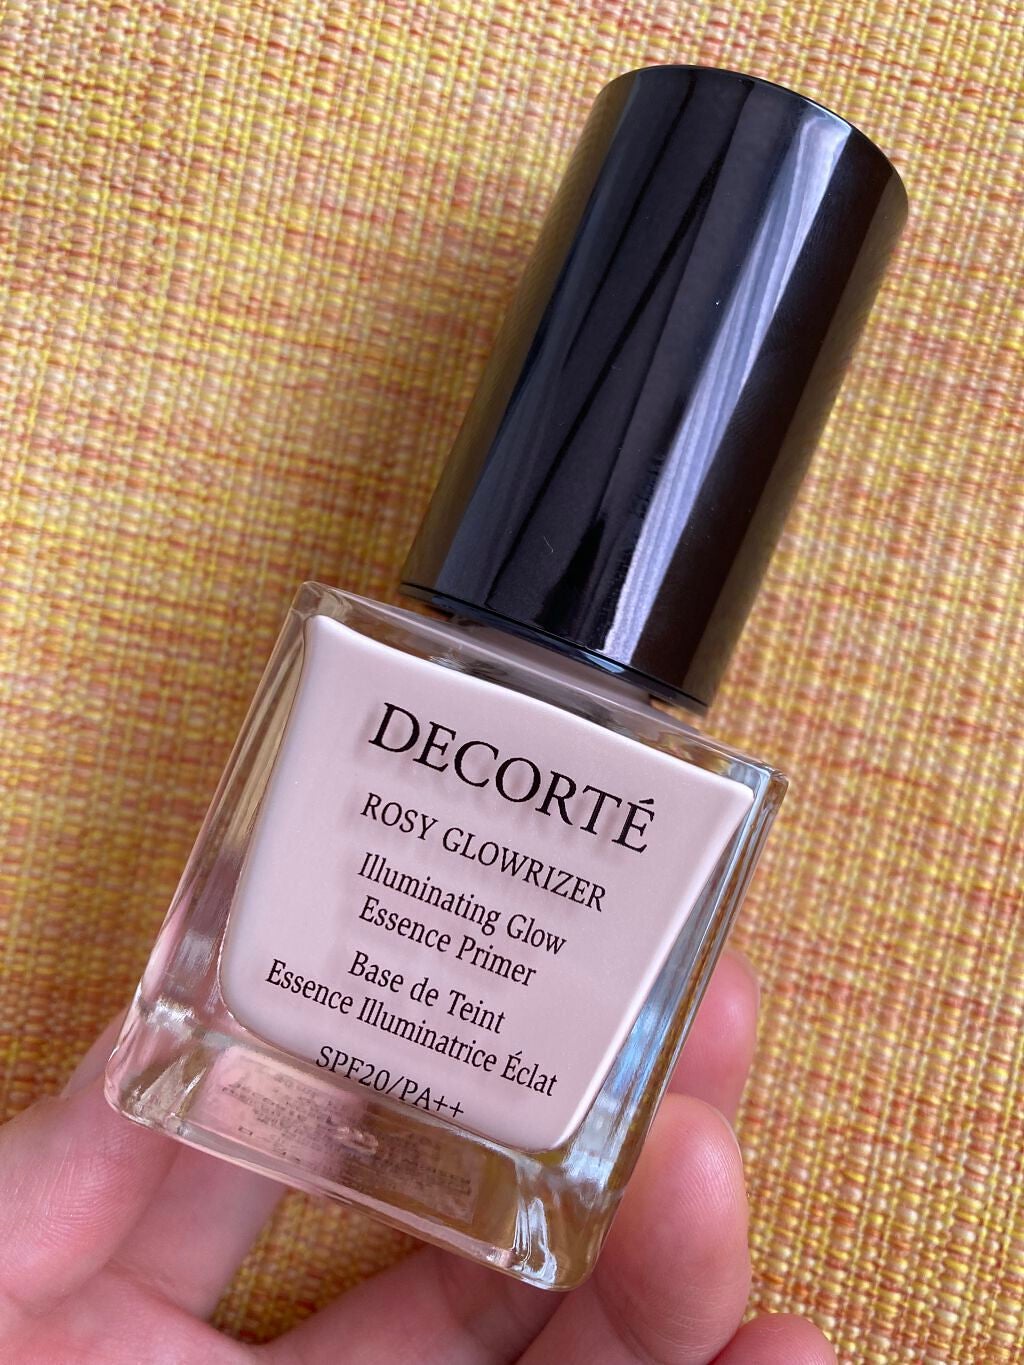 DECORTÉ
ROSY GLOWRIZER
Illuminating Glow
Essence Primer
Base de Teint
Essence Illuminatrice Éclat
SPF20/PA++